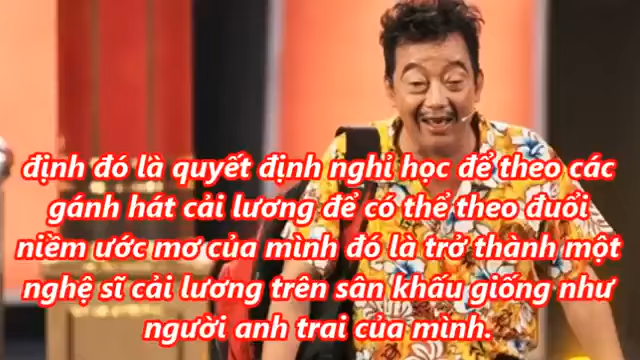 định đó là quyết định nghỉ học để theo các
gánh hát cải lương để có thể theo đuổi
niềm ước mơ của mình đó là trở thành một
nghệ sĩ cải lương trên sân khấu giống như
người anh trai của mình.